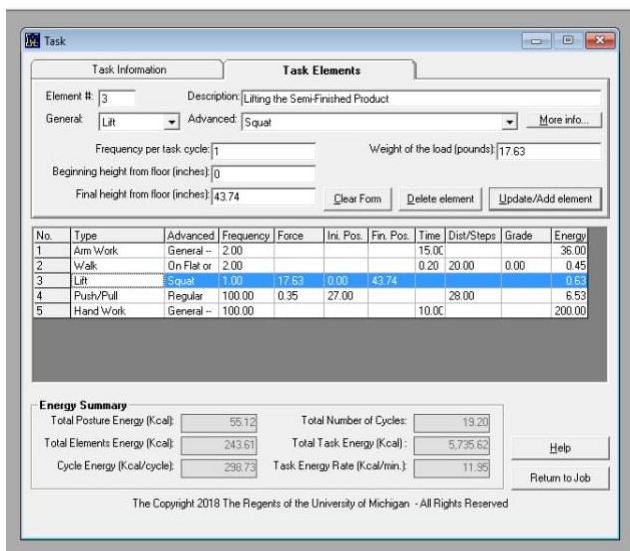 Task
Task Information Task Elements
Element #: 3 Description: Lifting the Semi-Finished Product
General: Lift Advanced: Squat More info...
Frequency per task cycle: 1 Weight of the load (pounds): 17.63
Beginning height from floor (inches): 0
Final height from floor (inches): 43.74 Clear Form Delete element Update/Add element
No. Type Advanced Frequency Force Ini. Pos. Fin. Pos. Time Dist/Steps Grade Energy
1 Arm Work General -- 2.00 15.00 36.00
2 Walk On Flat or 2.00 0.20 20.00 0.00 0.45
3 Lift Squat 1.00 17.63 0.00 43.74 0.63
4 Push/Pull Regular 100.00 0.35 27.00 28.00 6.53
5 Hand Work General -- 100.00 10.00 200.00
Energy Summary
Total Posture Energy (Kcal): 55.12 Total Number of Cycles: 19.20
Total Elements Energy (Kcal): 243.61 Total Task Energy (Kcal) : 5,735.62 Help
Cycle Energy (Kcal/cycle): 298.73 Task Energy Rate (Kcal/min.): 11.95 Return to Job
The Copyright 2018 The Regents of the University of Michigan - All Rights Reserved